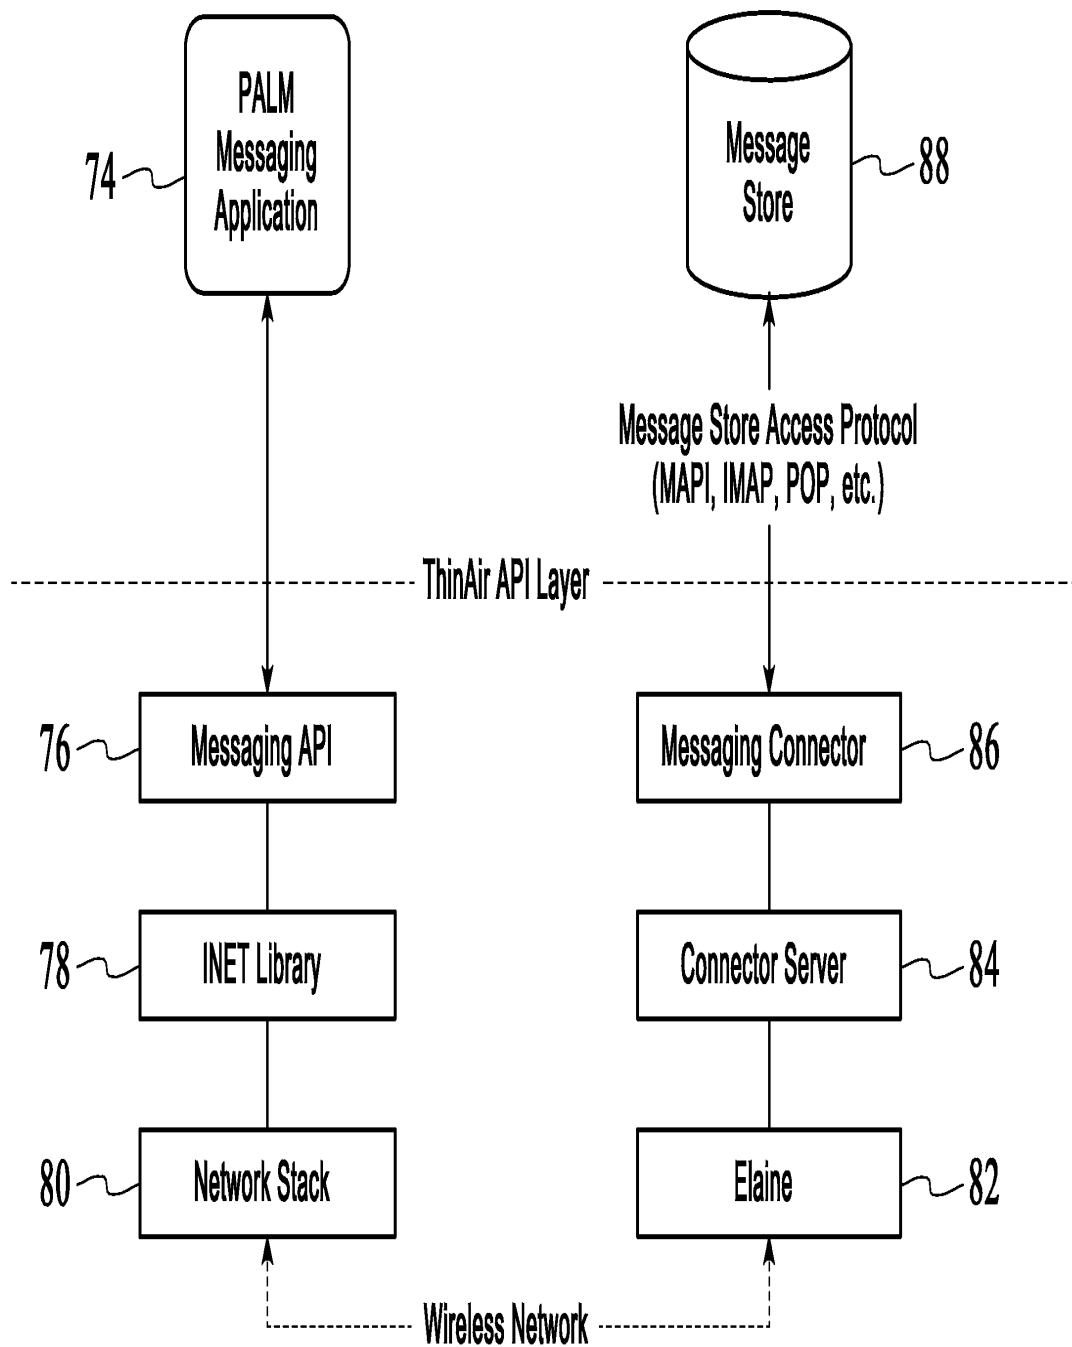 PALM
Messaging
Application
74
Message
Store
88
Message Store Access Protocol
(MAPI, IMAP, POP, etc.)
ThinAir API Layer
76
Messaging API
Messaging Connector
86
78
INET Library
Connector Server
84
80
Network Stack
Elaine
82
Wireless Network